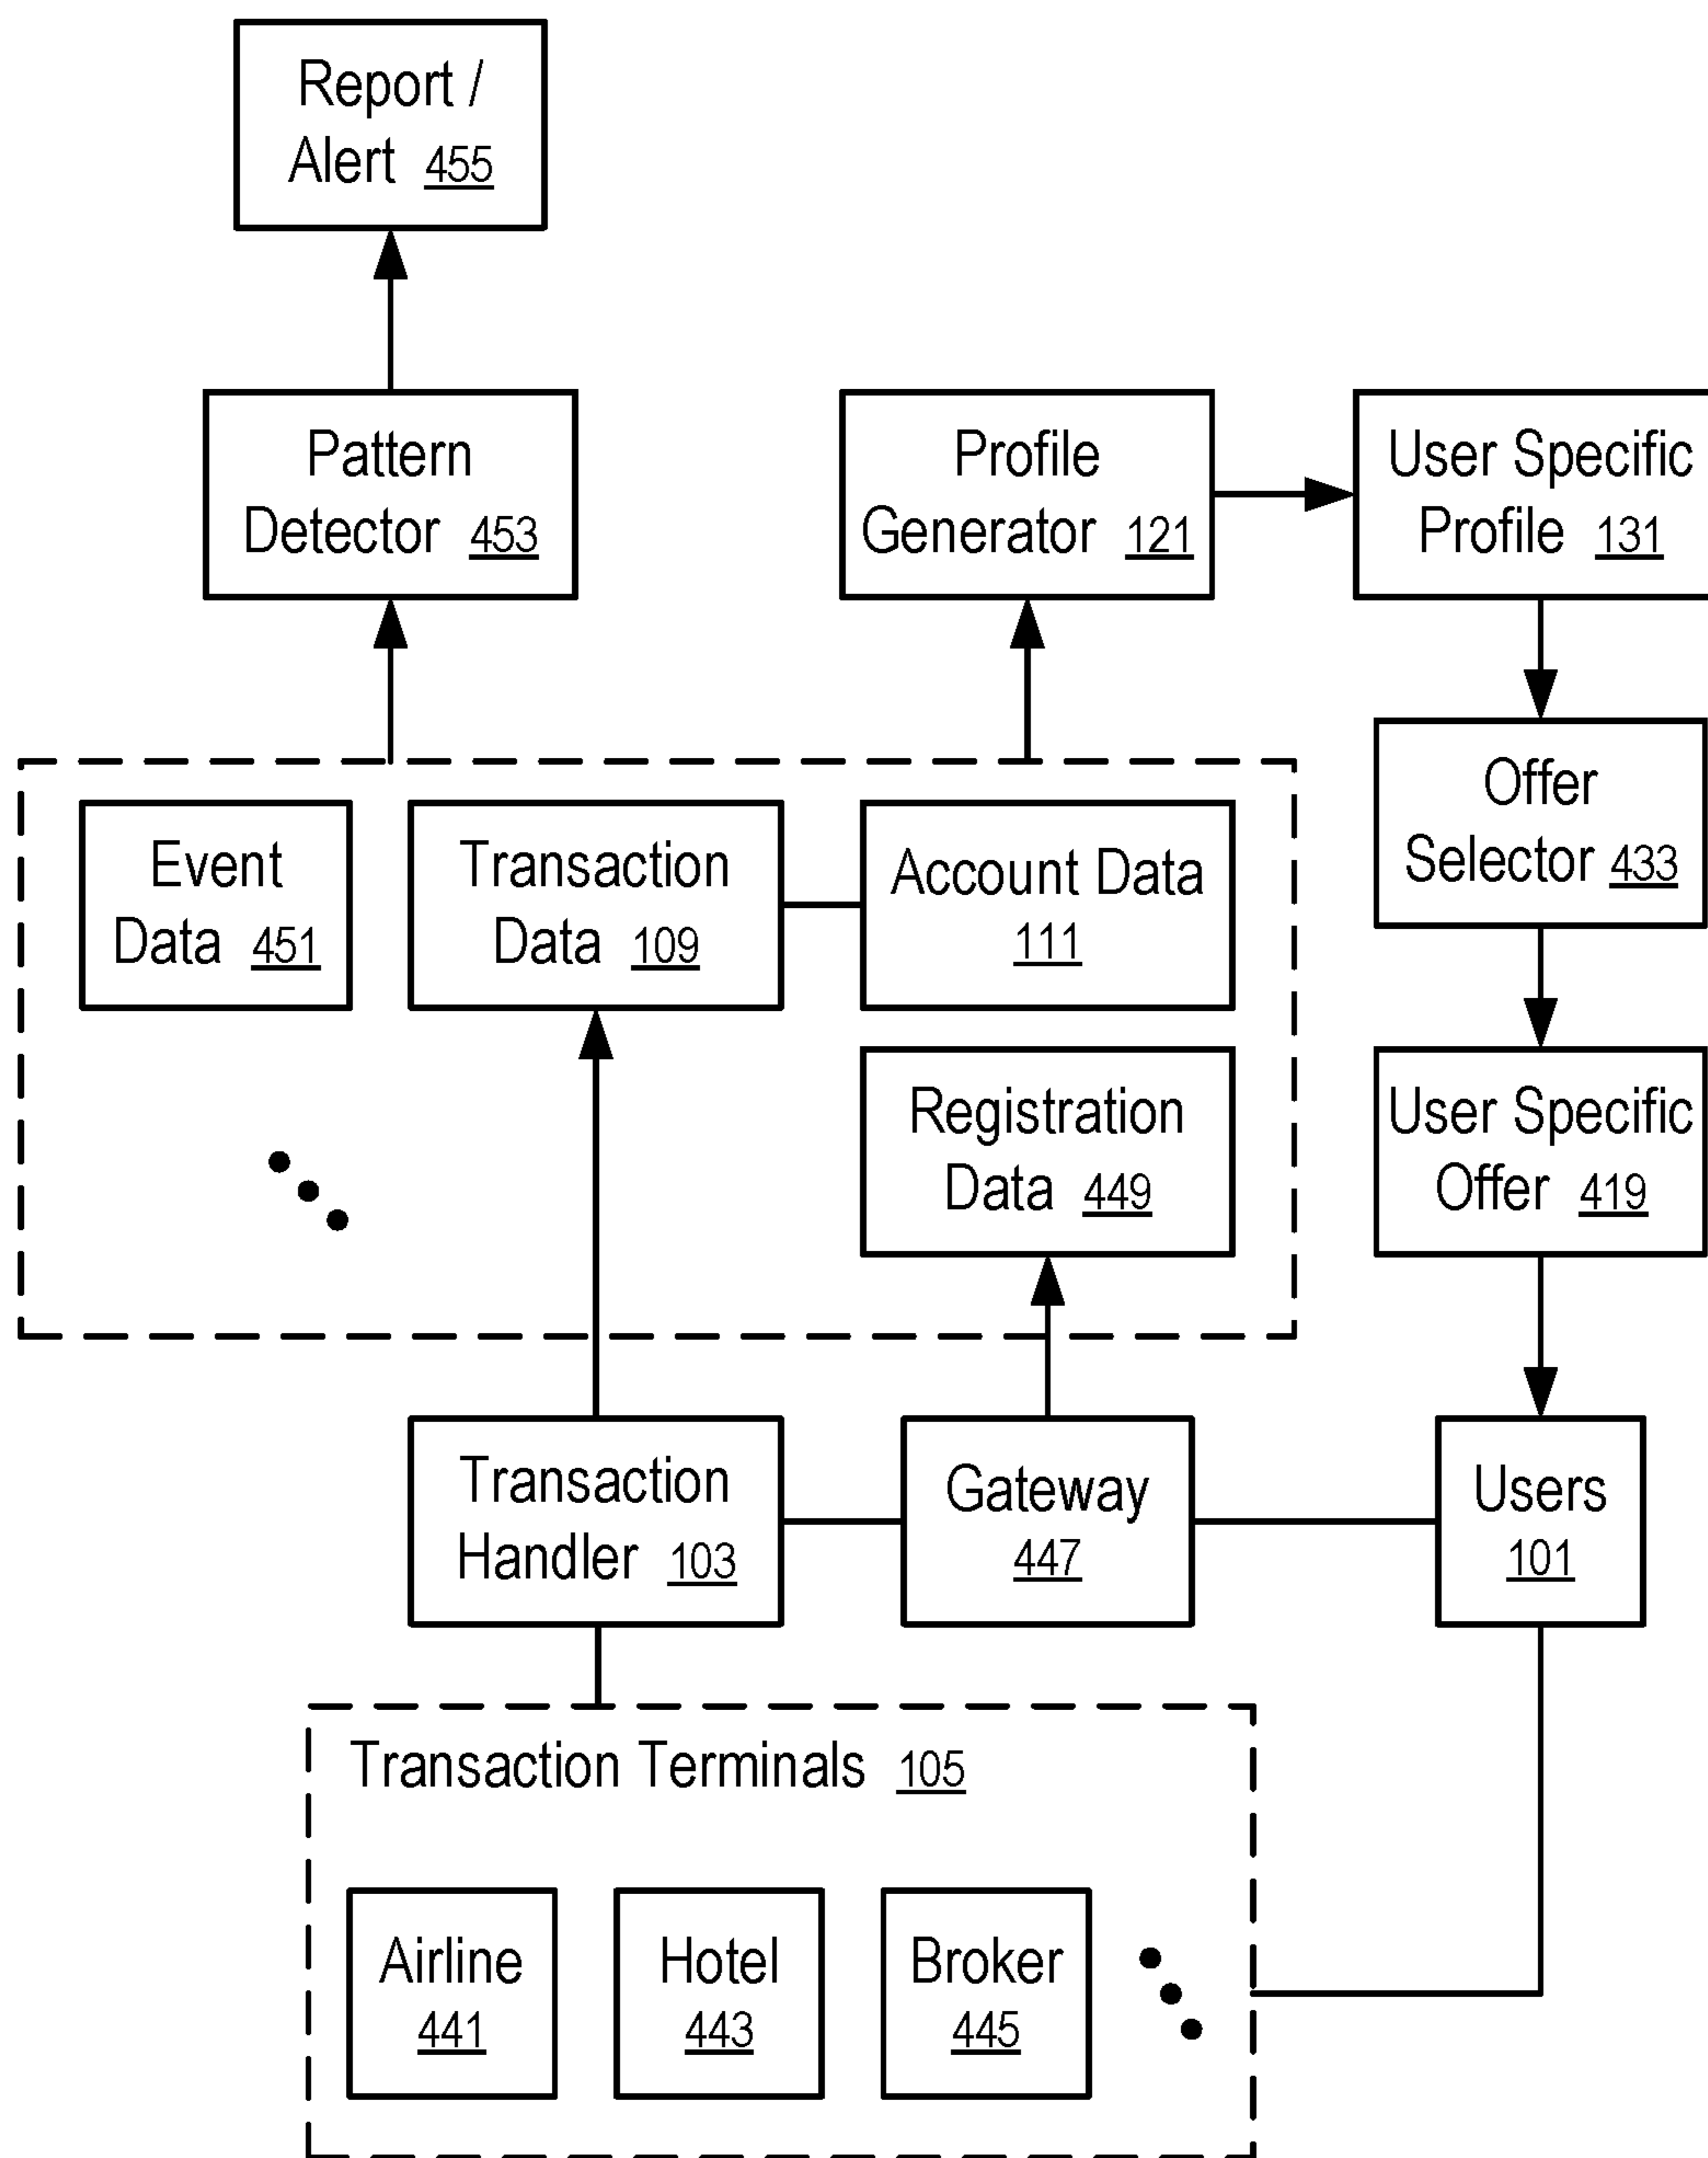 Report /
Alert 455
Pattern
Detector 453
Profile
Generator 121
User Specific
Profile 131
Offer
Selector 433
Event
Data 451
Transaction
Data 109
Account Data
111
Registration
Data 449
User Specific
Offer 419
Transaction
Handler 103
Gateway
447
Users
101
Transaction Terminals 105
Airline
441
Hotel
443
Broker
445